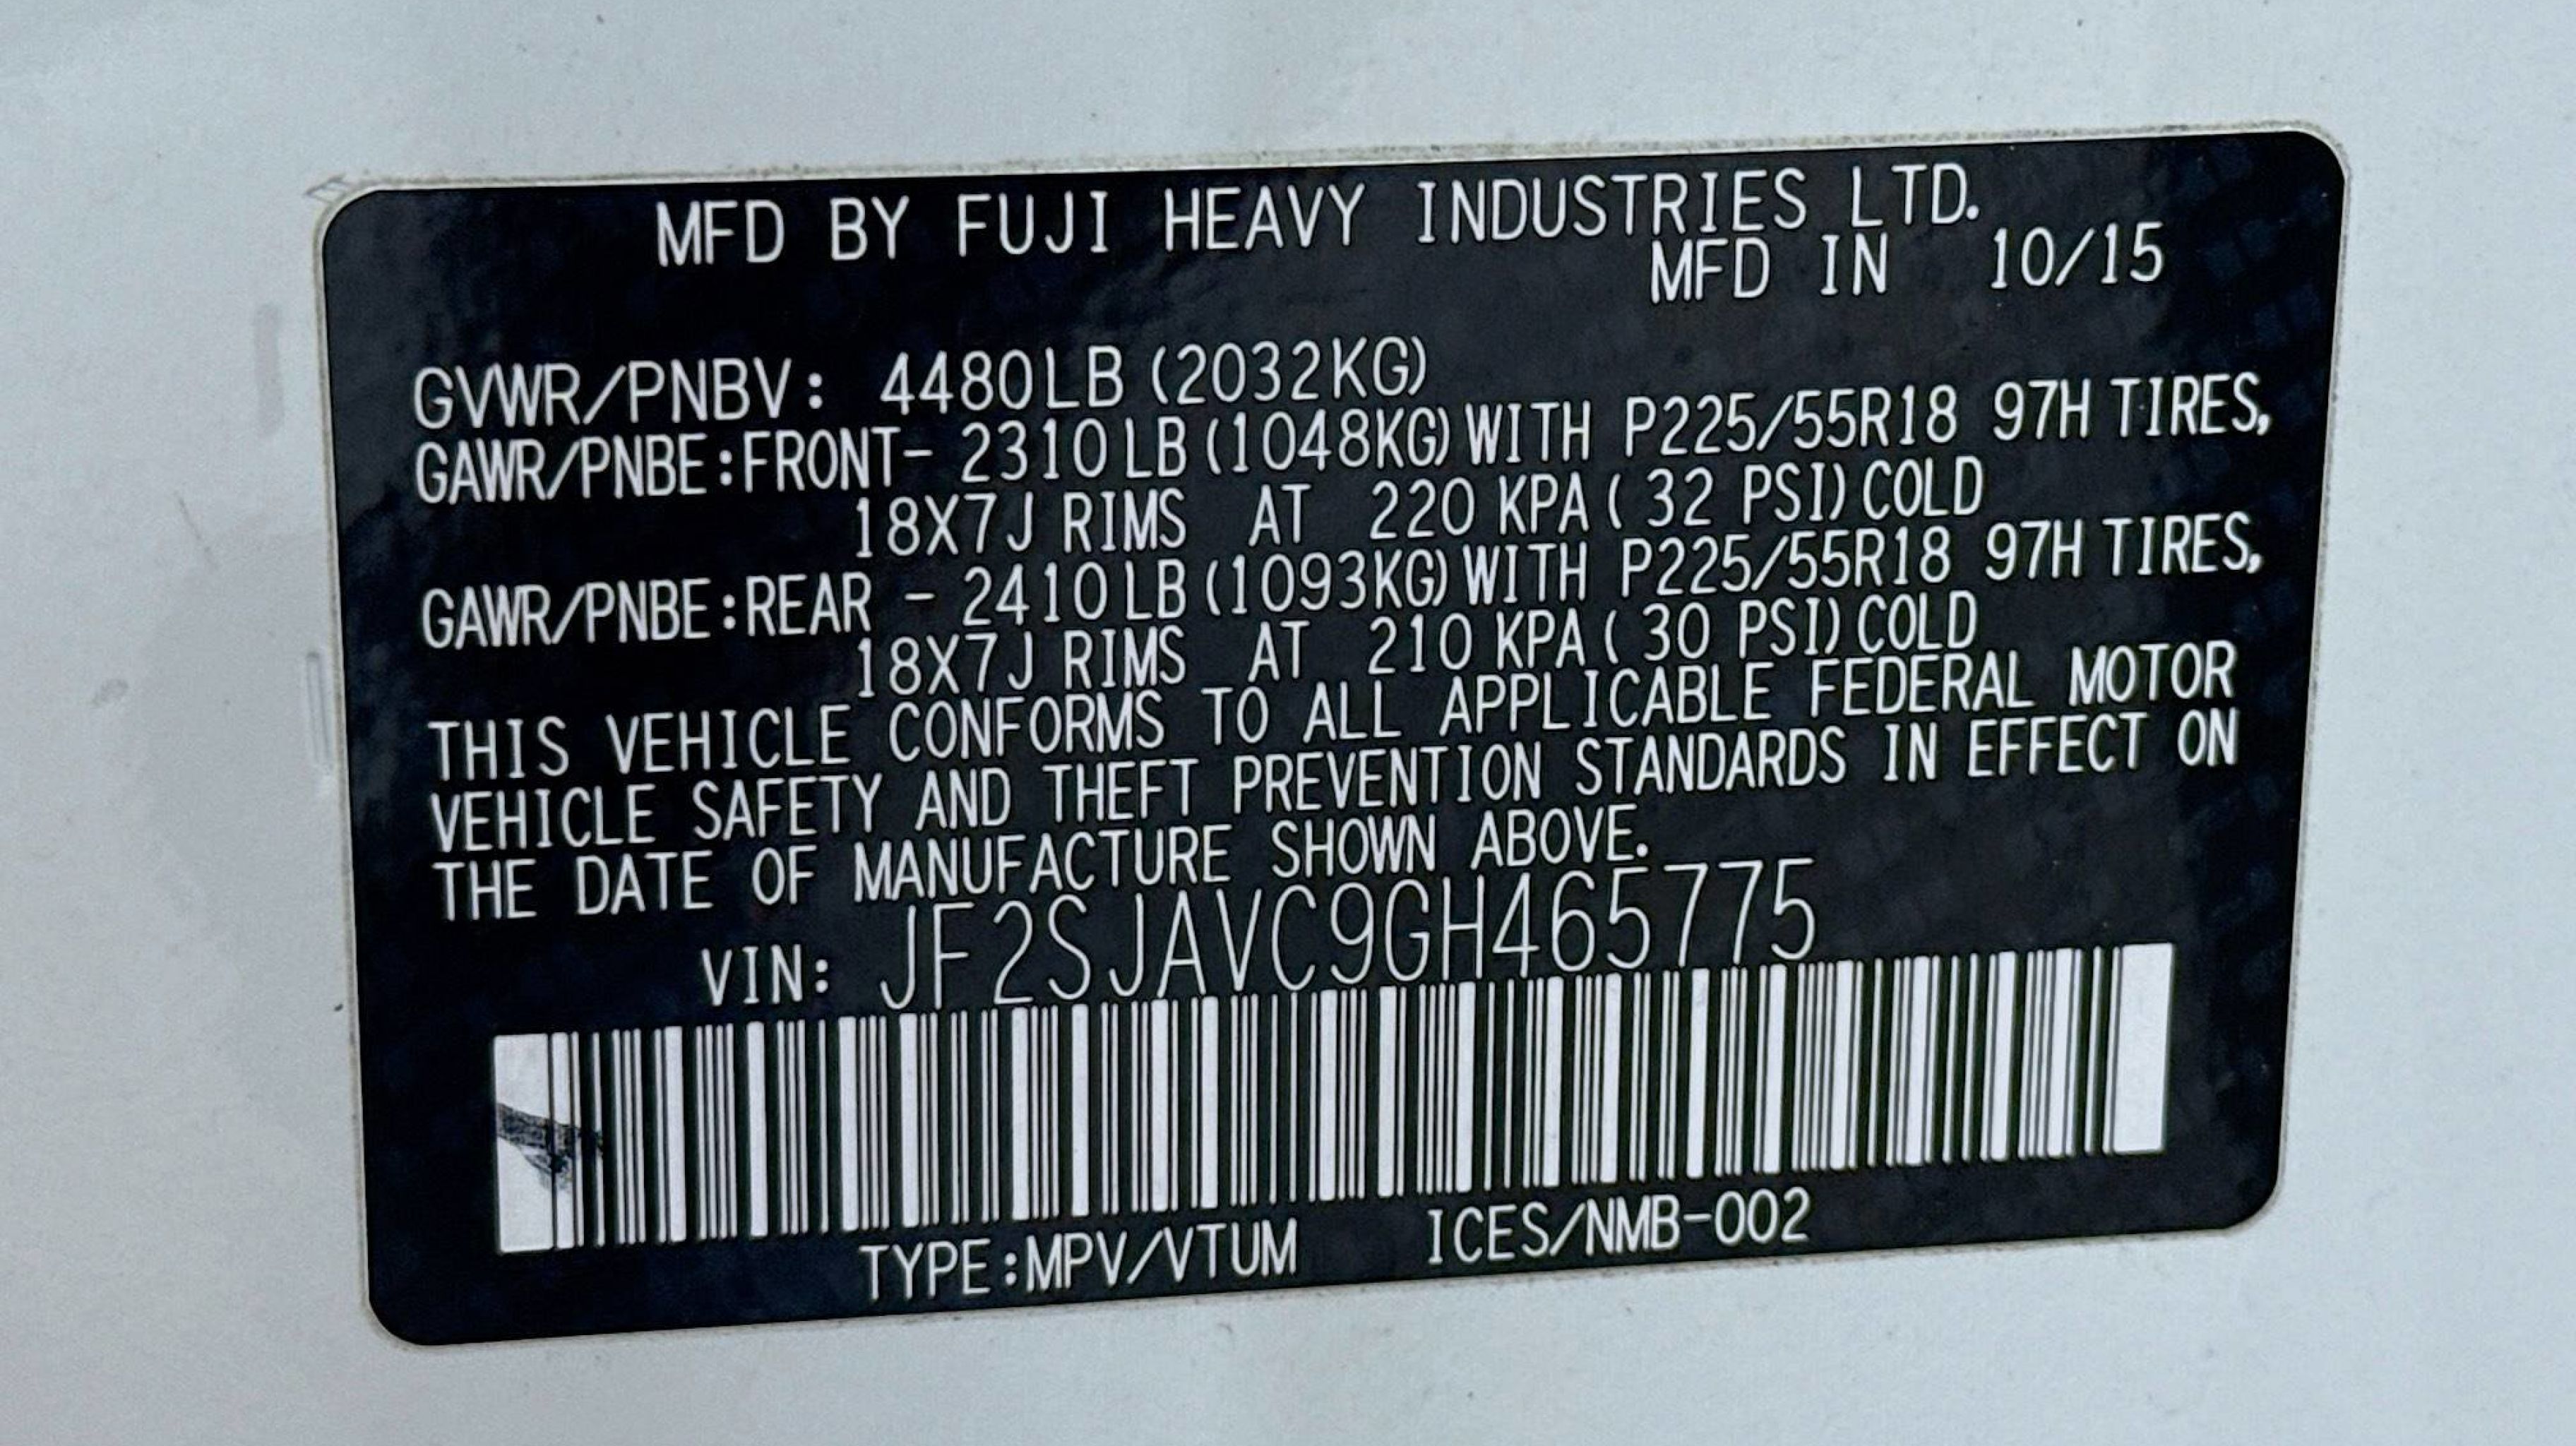 MFD BY FUJI HEAVY INDUSTRIES LTD.
MFD IN 10/15
GVWR/PNBV: 4480LB (2032KG)
GAWR/PNBE:FRONT- 2310LB (1048KG) WITH P225/55R18 97H TIRES,
18X7J RIMS AT 220 KPA ( 32 PSI) COLD
GAWR/PNBE:REAR - 2410LB (1093KG) WITH P225/55R18 97H TIRES,
18X7J RIMS AT 210 KPA ( 30 PSI) COLD
THIS VEHICLE CONFORMS TO ALL APPLICABLE FEDERAL MOTOR
VEHICLE SAFETY AND THEFT PREVENTION STANDARDS IN EFFECT ON
THE DATE OF MANUFACTURE SHOWN ABOVE.
VIN: JF2SJAVC9GH465775
TYPE:MPV/VTUM ICES/NMB-002